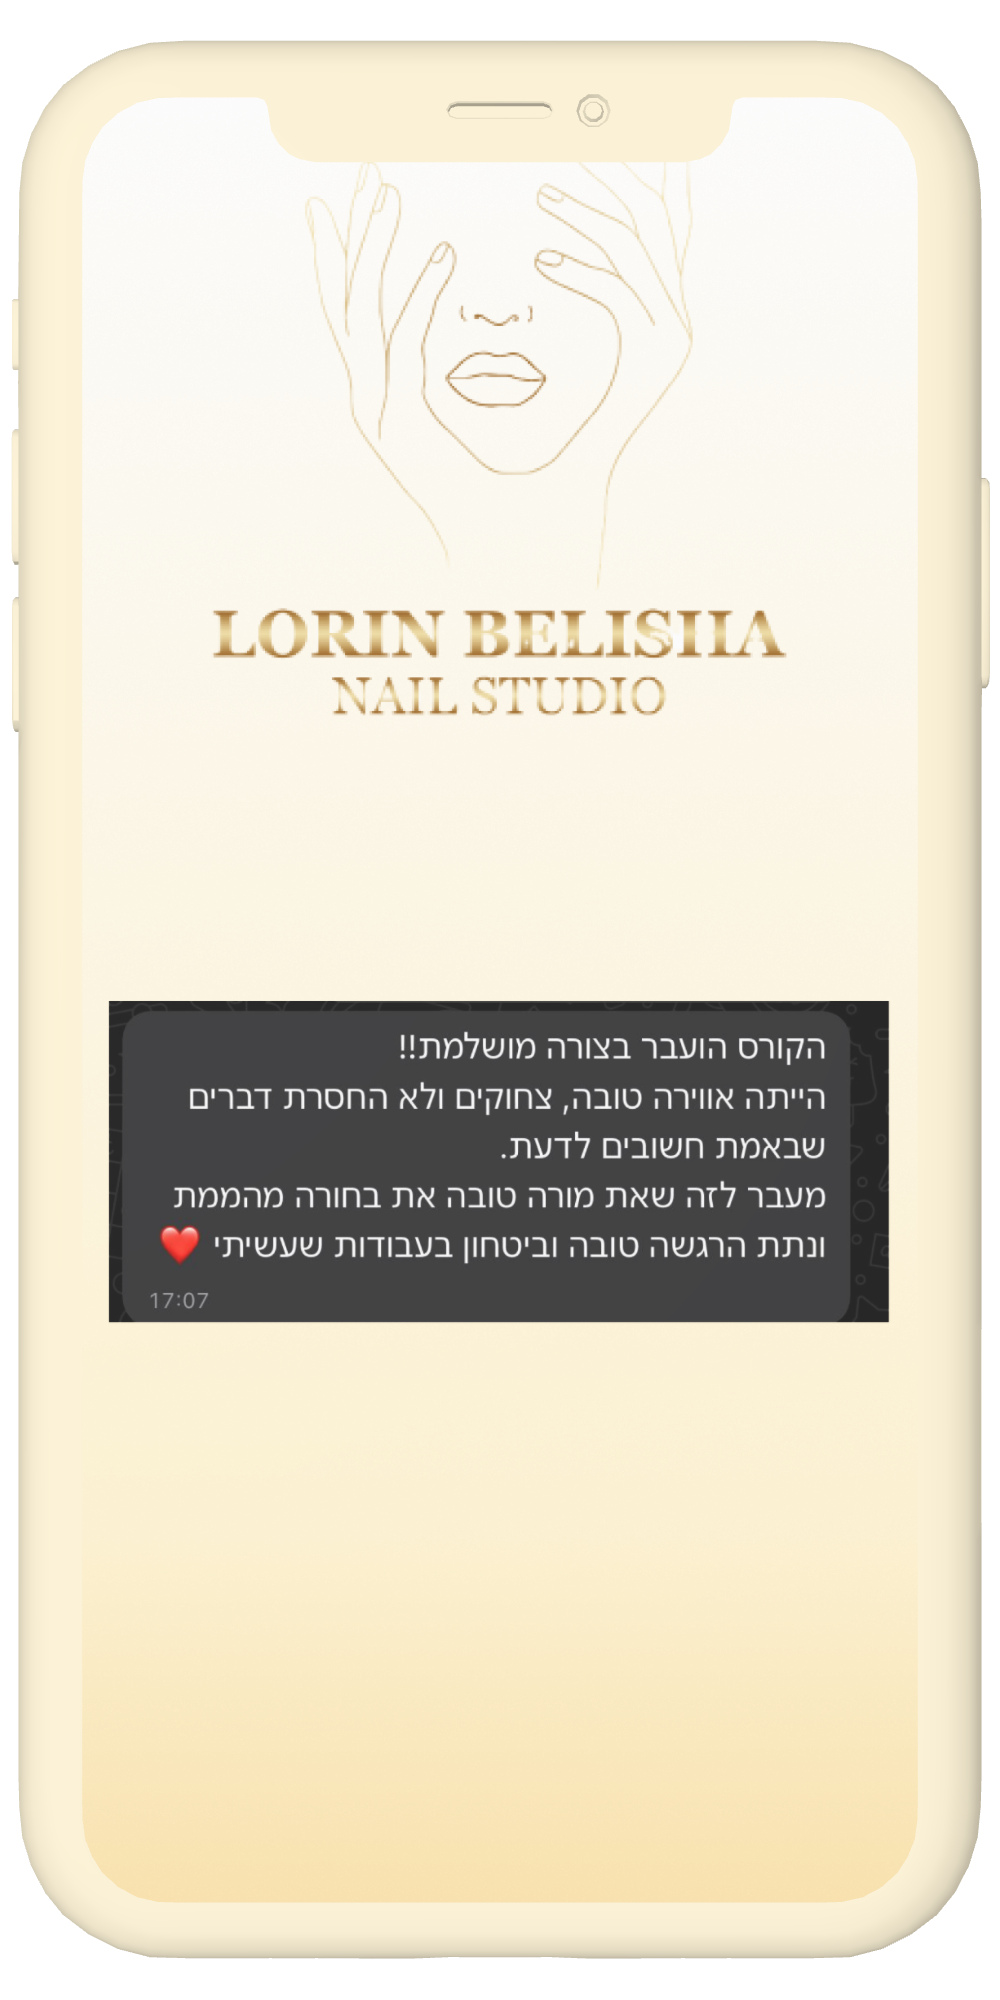 LORIN BELISHA
NAIL STUDIO
הקורס הועבר בצורה מושלמת!!
הייתה אווירה טובה, צחוקים ולא החסרת דברים
שבאמת חשובים לדעת.
מעבר לזה שאת מורה טובה את בחורה מהממת
ונתת הרגשה טובה וביטחון בעבודות שעשיתי ❤️
17:07